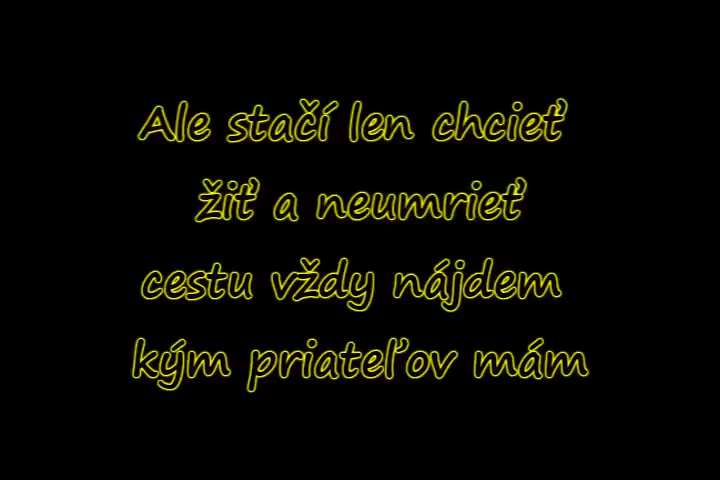 Ale stačí len chcieť
žiť a neumrieť
cestu vždy nájdem
kým priateľov mám